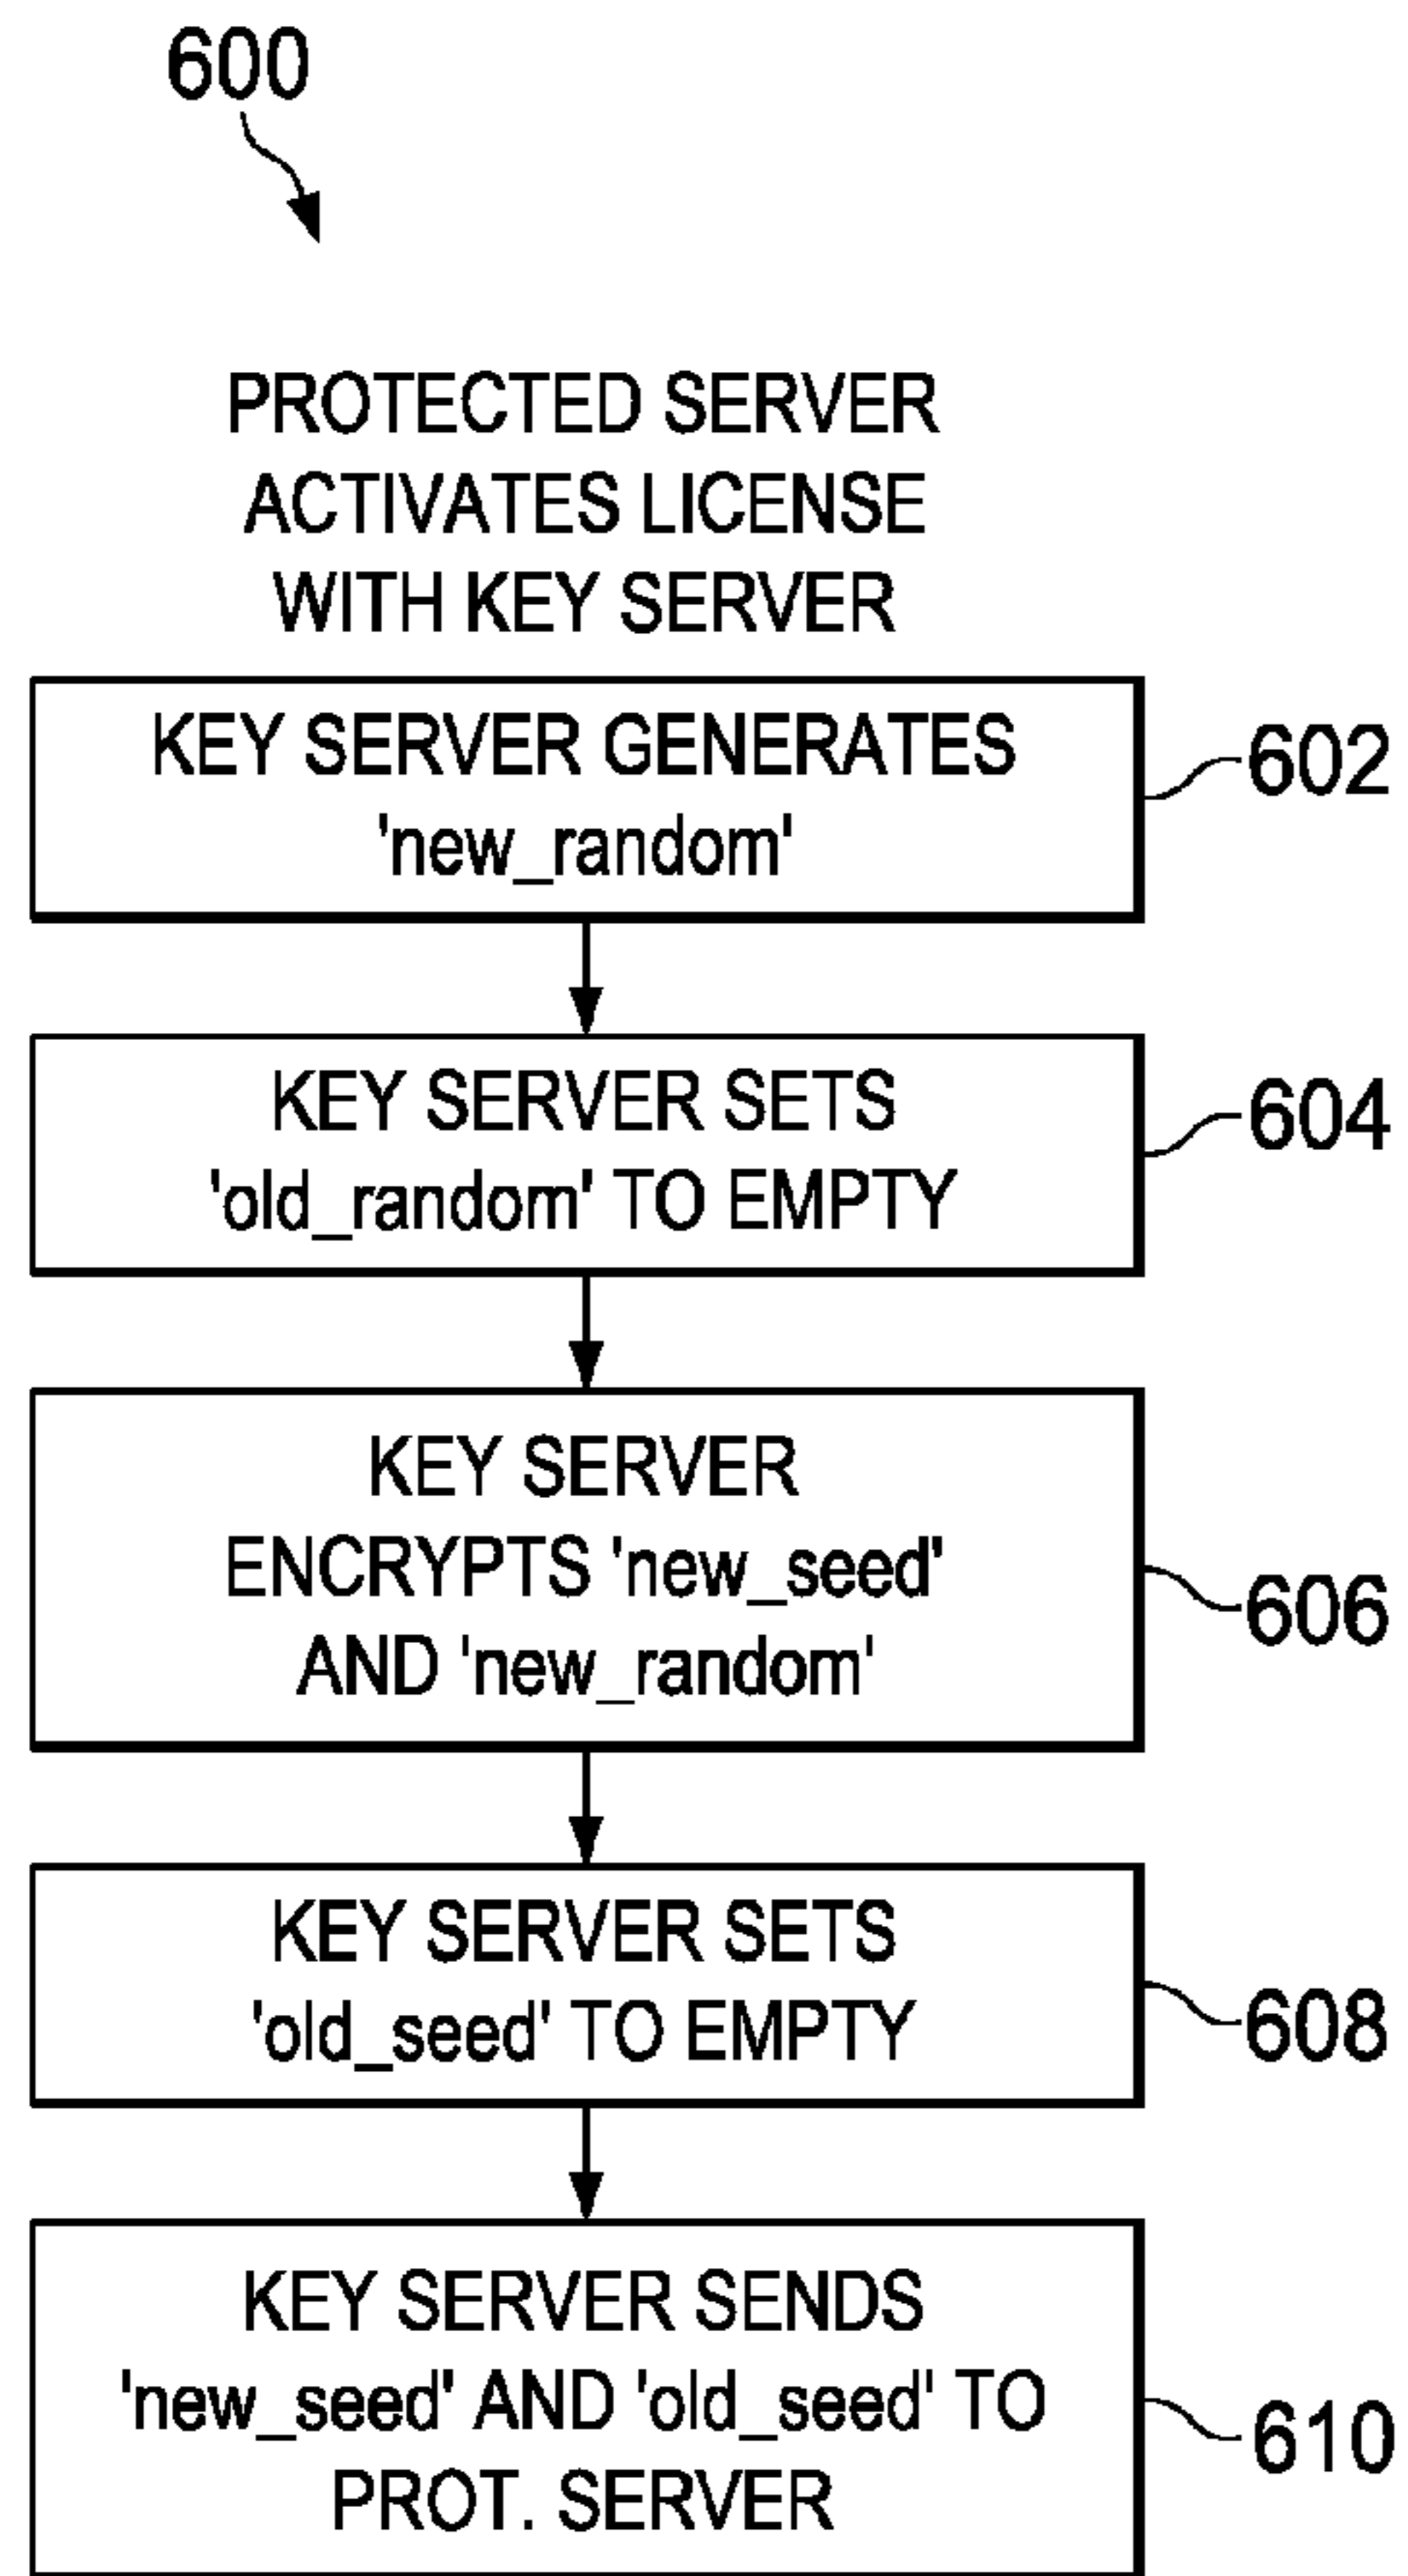 600
PROTECTED SERVER
ACTIVATES LICENSE
WITH KEY SERVER
KEY SERVER GENERATES
'new_random'
602
KEY SERVER SETS
'old_random' TO EMPTY
604
KEY SERVER
ENCRYPTS 'new_seed'
AND 'new_random'
606
KEY SERVER SETS
'old_seed' TO EMPTY
608
KEY SERVER SENDS
'new_seed' AND 'old_seed' TO
PROT. SERVER
610